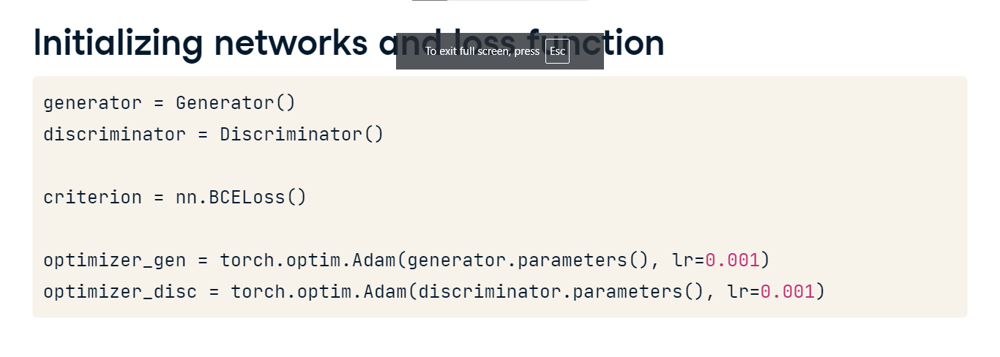 Initializing networks and loss function
To exit full screen, press Esc
generator = Generator()
discriminator = Discriminator()
criterion = nn.BCELoss()
optimizer_gen = torch.optim.Adam(generator.parameters(), lr=0.001)
optimizer_disc = torch.optim.Adam(discriminator.parameters(), lr=0.001)